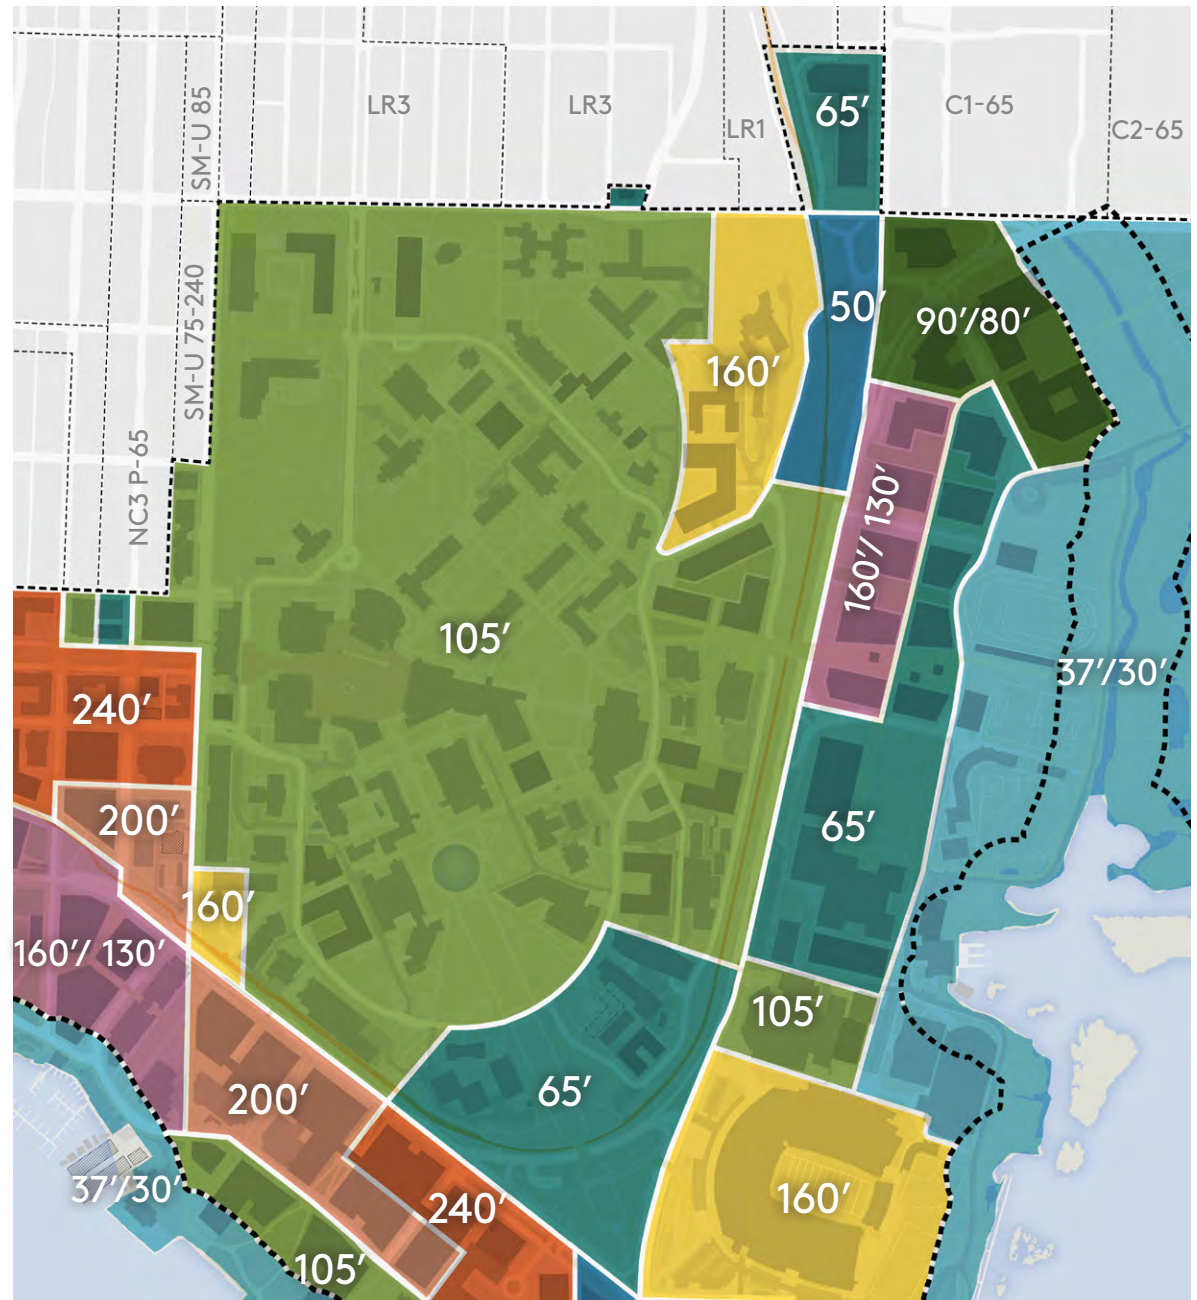 SM-U 85
LR3
LR3
LR1
65′
C1-65
C2-65
SM-U 75-240
50′
90′/80′
160′
NC3 P-65
160′/ 130′
105′
37′/30′
240′
200′
65′
160′
160′/ 130′
105′
200′
65′
37′/30′
240′
160′
105′